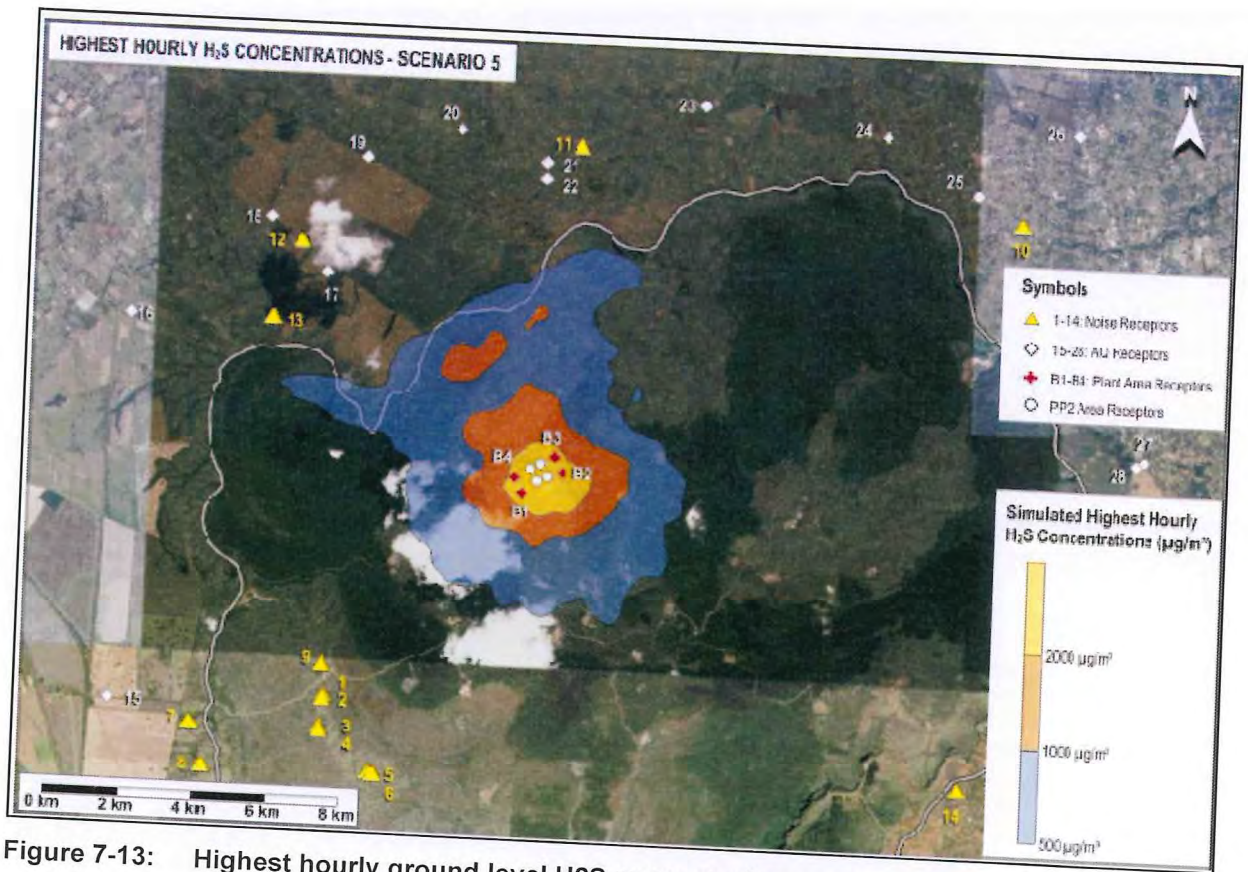 HIGHEST HOURLY H₂S CONCENTRATIONS - SCENARIO 5
N
23
20
24
26
11
19
21
22
25
18
12
10
17
16
13
Symbols
1-14: Noise Receptors
15-28: AQ Receptors
B1-B4: Plant Area Receptors
PP2 Area Receptors
B3
B4
B2
B1
27
28
Simulated Highest Hourly
H₂S Concentrations (µg/m³)
2000 µg/m³
1000 µg/m³
500 µg/m³
9
1
2
15
7
3
4
8
5
6
14
0 km 2 km 4 km 6 km 8 km
Figure 7-13: Highest hourly ground level H2S